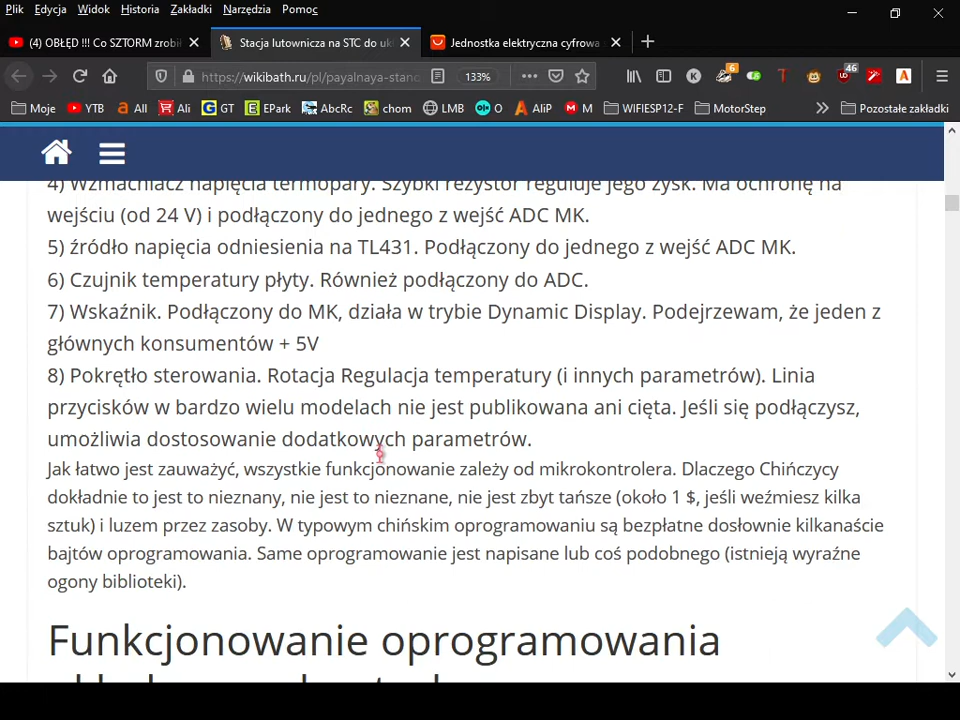 Plik Edycja Widok Historia Zakładki Narzędzia Pomoc
(4) OBŁĘD !!! Co SZTORM zrobił
Stacja lutownicza na STC do ukł
Jednostka elektryczna cyfrowa
https://wikibath.ru/pl/payalnaya-stanc
133%
6
46
Moje YTB All Ali GT EPark AbcRc chom LMB O AliP M WIFIESP12-F MotorStep Pozostałe zakładki
4) Wzmacniacz napięcia termopary. Szybki rezystor reguluje jego zysk. Ma ochronę na
wejściu (od 24 V) i podłączony do jednego z wejść ADC MK.
5) źródło napięcia odniesienia na TL431. Podłączony do jednego z wejść ADC MK.
6) Czujnik temperatury płyty. Również podłączony do ADC.
7) Wskaźnik. Podłączony do MK, działa w trybie Dynamic Display. Podejrzewam, że jeden z
głównych konsumentów + 5V
8) Pokrętło sterowania. Rotacja Regulacja temperatury (i innych parametrów). Linia
przycisków w bardzo wielu modelach nie jest publikowana ani cięta. Jeśli się podłączysz,
umożliwia dostosowanie dodatkowych parametrów.
Jak łatwo jest zauważyć, wszystkie funkcjonowanie zależy od mikrokontrolera. Dlaczego Chińczycy
dokładnie to jest to nieznany, nie jest to nieznane, nie jest zbyt tańsze (około 1 $, jeśli weźmiesz kilka
sztuk) i luzem przez zasoby. W typowym chińskim oprogramowaniu są bezpłatne dosłownie kilkanaście
bajtów oprogramowania. Same oprogramowanie jest napisane lub coś podobnego (istnieją wyraźne
ogony biblioteki).
Funkcjonowanie oprogramowania